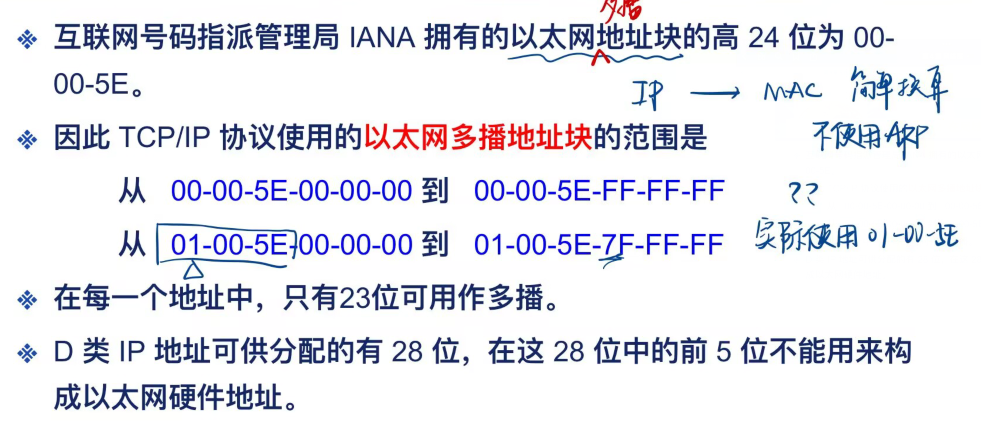 多播
❖ 互联网号码指派管理局 IANA 拥有的以太网地址块的高 24 位为 00-
00-5E。
IP → MAC 简单换算
不使用ARP
❖ 因此 TCP/IP 协议使用的以太网多播地址块的范围是
从 00-00-5E-00-00-00 到 00-00-5E-FF-FF-FF
??
从 01-00-5E-00-00-00 到 01-00-5E-7F-FF-FF
实际使用 01-00-5E
❖ 在每一个地址中，只有23位可用作多播。
❖ D 类 IP 地址可供分配的有 28 位，在这 28 位中的前 5 位不能用来构
成以太网硬件地址。